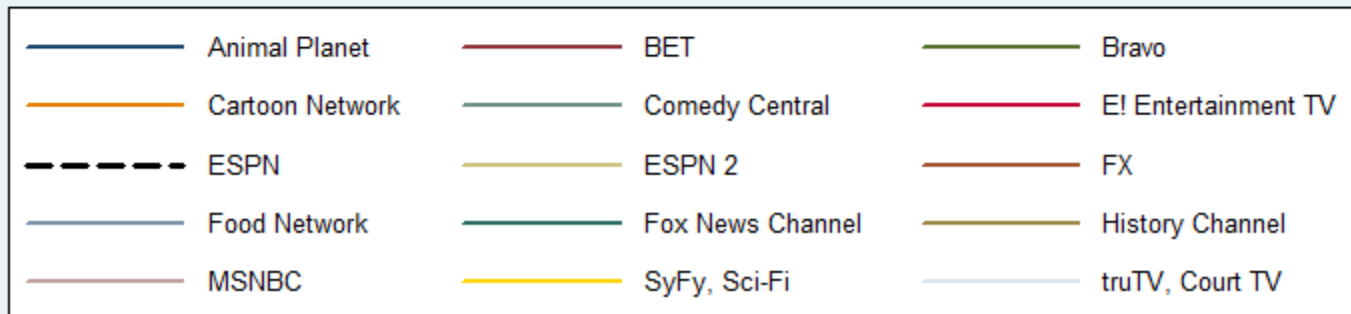 Animal Planet BET Bravo
Cartoon Network Comedy Central E! Entertainment TV
ESPN ESPN 2 FX
Food Network Fox News Channel History Channel
MSNBC SyFy, Sci-Fi truTV, Court TV